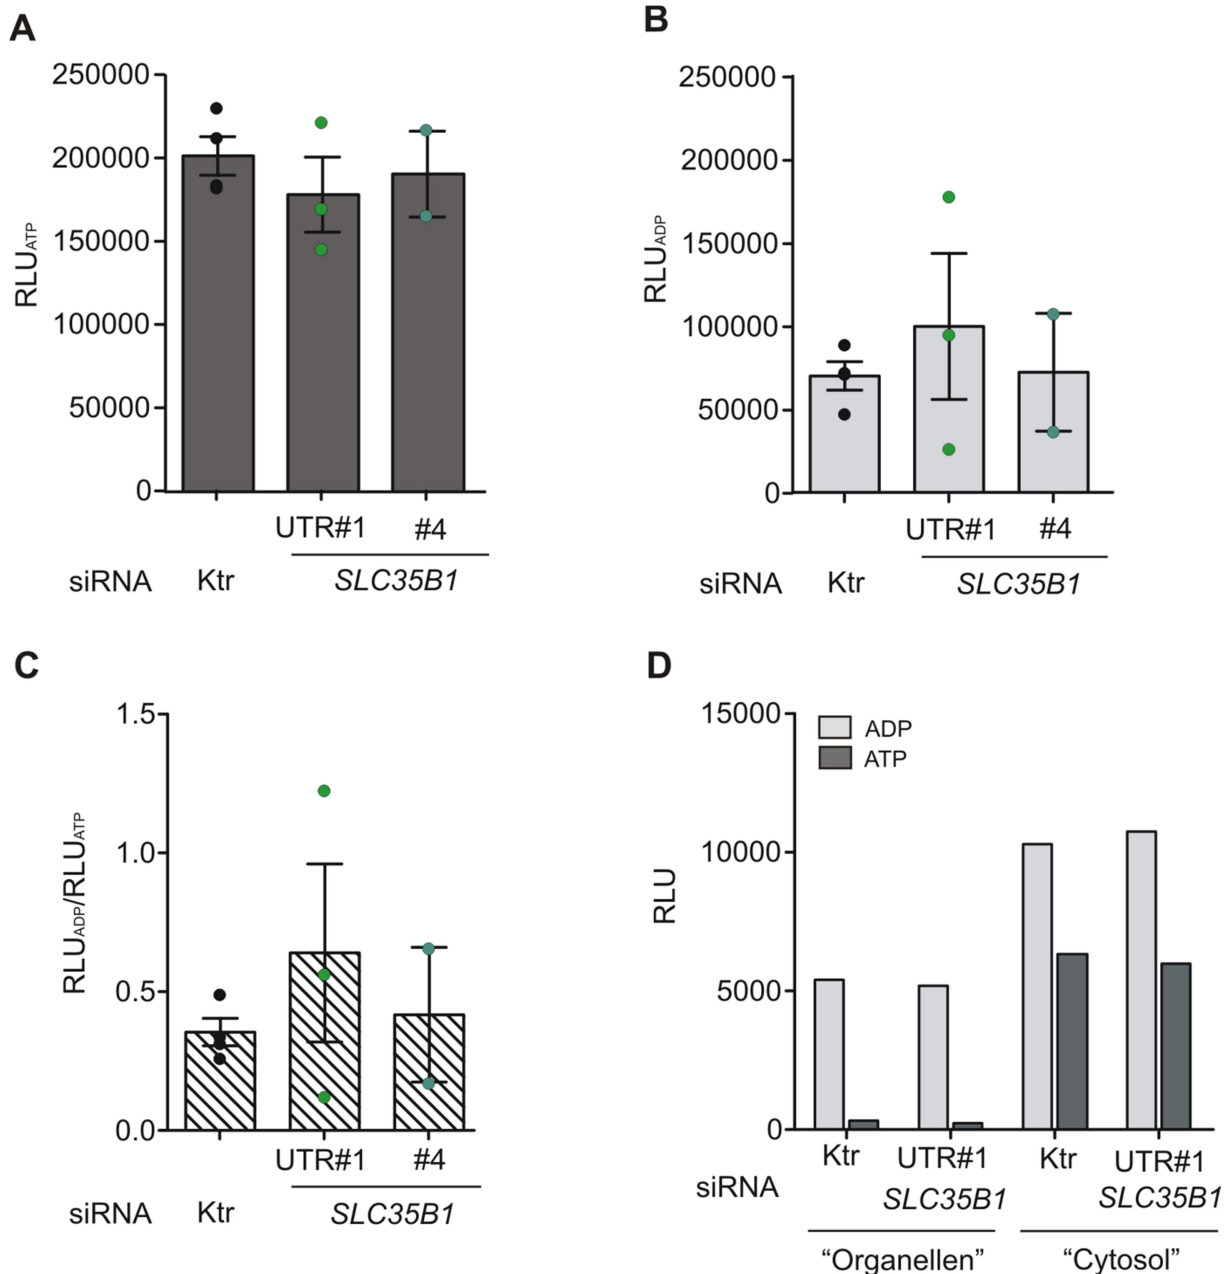 A
250000
200000
150000
100000
50000
0
RLUATP
UTR#1 #4
siRNA Ktr SLC35B1
B
250000
200000
150000
100000
50000
0
RLUADP
UTR#1 #4
siRNA Ktr SLC35B1
C
1.5
1.0
0.5
0.0
RLUADP/RLUATP
UTR#1 #4
siRNA Ktr SLC35B1
D
15000
10000
5000
0
RLU
ADP
ATP
Ktr UTR#1 Ktr UTR#1
siRNA SLC35B1 SLC35B1
“Organellen” “Cytosol”